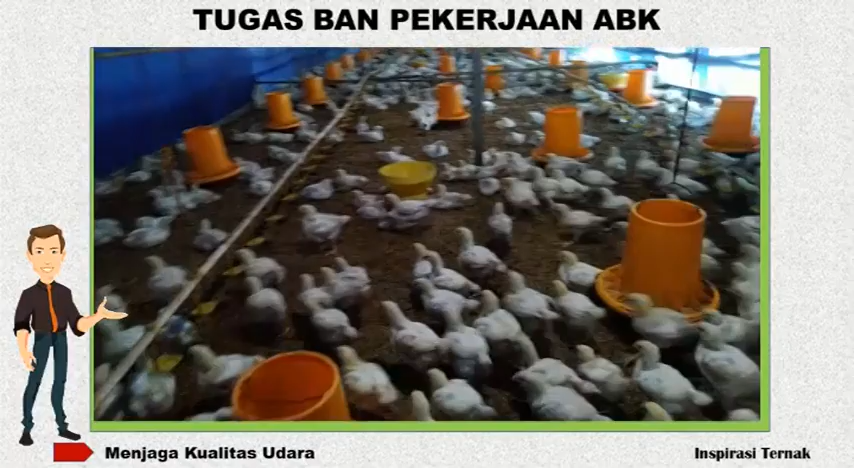 TUGAS BAN PEKERJAAN ABK
Menjaga Kualitas Udara
Inspirasi Ternak